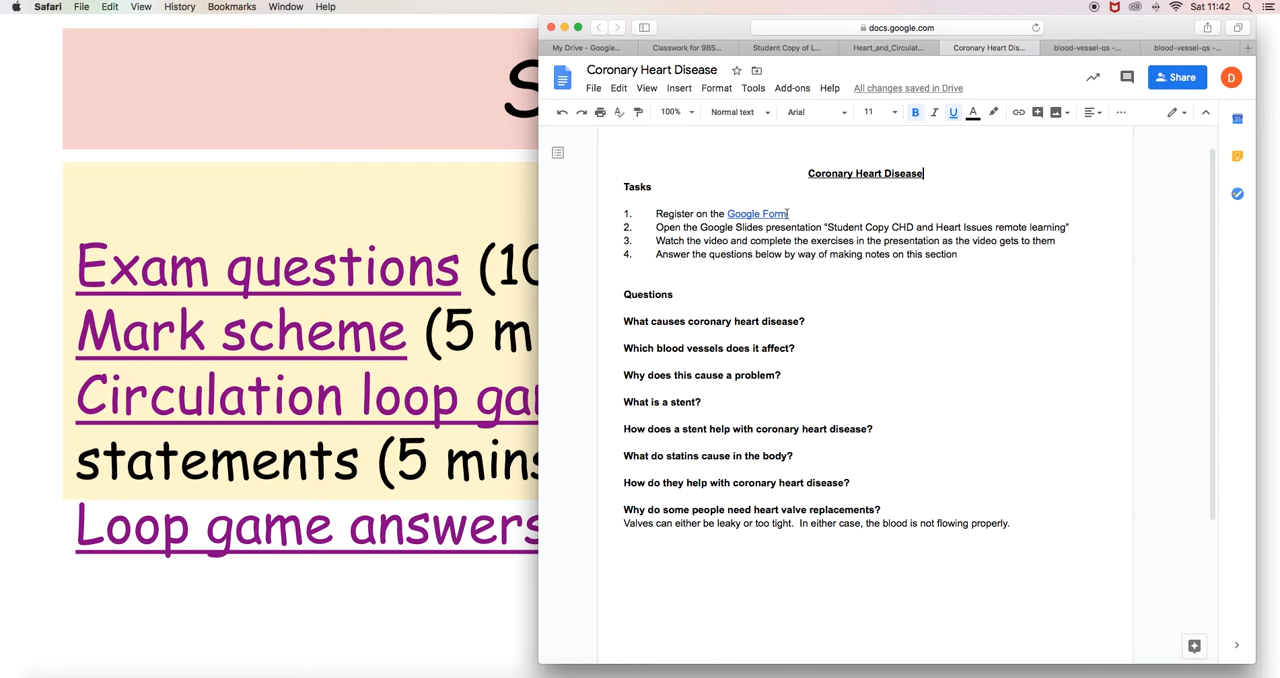 Safari File Edit View History Bookmarks Window Help Sat 11:42
docs.google.com
My Drive - Google... Classwork for 9BS... Student Copy of L... Heart_and_Circulat... Coronary Heart Dis... blood-vessel-qs -... blood-vessel-qs -...
Coronary Heart Disease
File Edit View Insert Format Tools Add-ons Help All changes saved in Drive
Share
D
100% Normal text Arial 11 B I U A
Coronary Heart Disease
Tasks
1. Register on the Google Form
2. Open the Google Slides presentation "Student Copy CHD and Heart Issues remote learning"
3. Watch the video and complete the exercises in the presentation as the video gets to them
4. Answer the questions below by way of making notes on this section
Questions
What causes coronary heart disease?
Which blood vessels does it affect?
Why does this cause a problem?
What is a stent?
How does a stent help with coronary heart disease?
What do statins cause in the body?
How do they help with coronary heart disease?
Why do some people need heart valve replacements?
Valves can either be leaky or too tight. In either case, the blood is not flowing properly.
S
Exam questions (10
Mark scheme (5 m
Circulation loop ga
statements (5 mins
Loop game answers